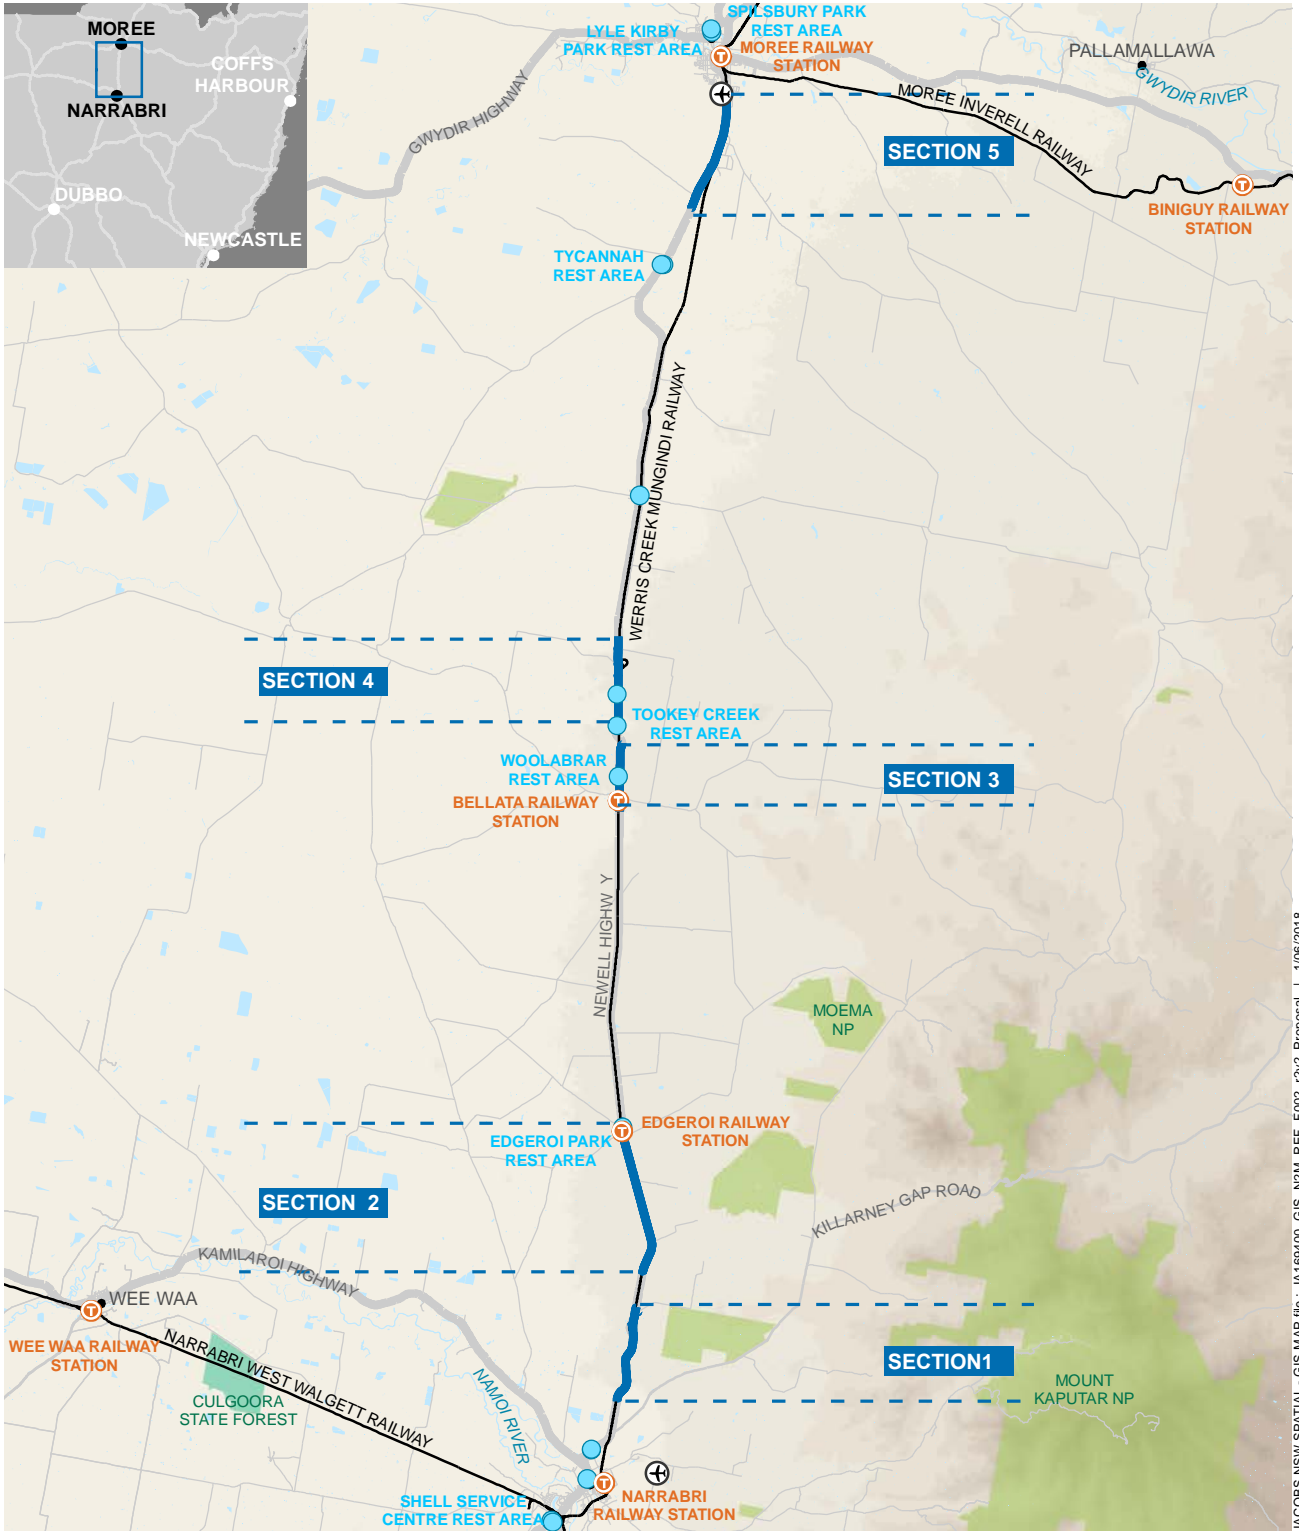 MOREE
COFFS
HARBOUR
NARRABRI
DUBBO
NEWCASTLE
SPILSBURY PARK
REST AREA
LYLE KIRBY
PARK REST AREA
MOREE RAILWAY
STATION
PALLAMALLAWA
GWYDIR RIVER
GWYDIR HIGHWAY
MOREE INVERELL RAILWAY
SECTION 5
BINIGUY RAILWAY
STATION
TYCANNAH
REST AREA
WERRIS CREEK MUNGINDI RAILWAY
SECTION 4
TOOKEY CREEK
REST AREA
WOOLABRAR
REST AREA
SECTION 3
BELLATA RAILWAY
STATION
NEWELL HIGHW Y
MOEMA
NP
EDGEROI RAILWAY
STATION
EDGEROI PARK
REST AREA
SECTION 2
KILLARNEY GAP ROAD
KAMILAROI HIGHWAY
WEE WAA
WEE WAA RAILWAY
STATION
NARRABRI WEST WALGETT RAILWAY
SECTION1
MOUNT
KAPUTAR NP
CULGOORA
STATE FOREST
NAMOI RIVER
SHELL SERVICE
CENTRE REST AREA
NARRABRI
RAILWAY STATION